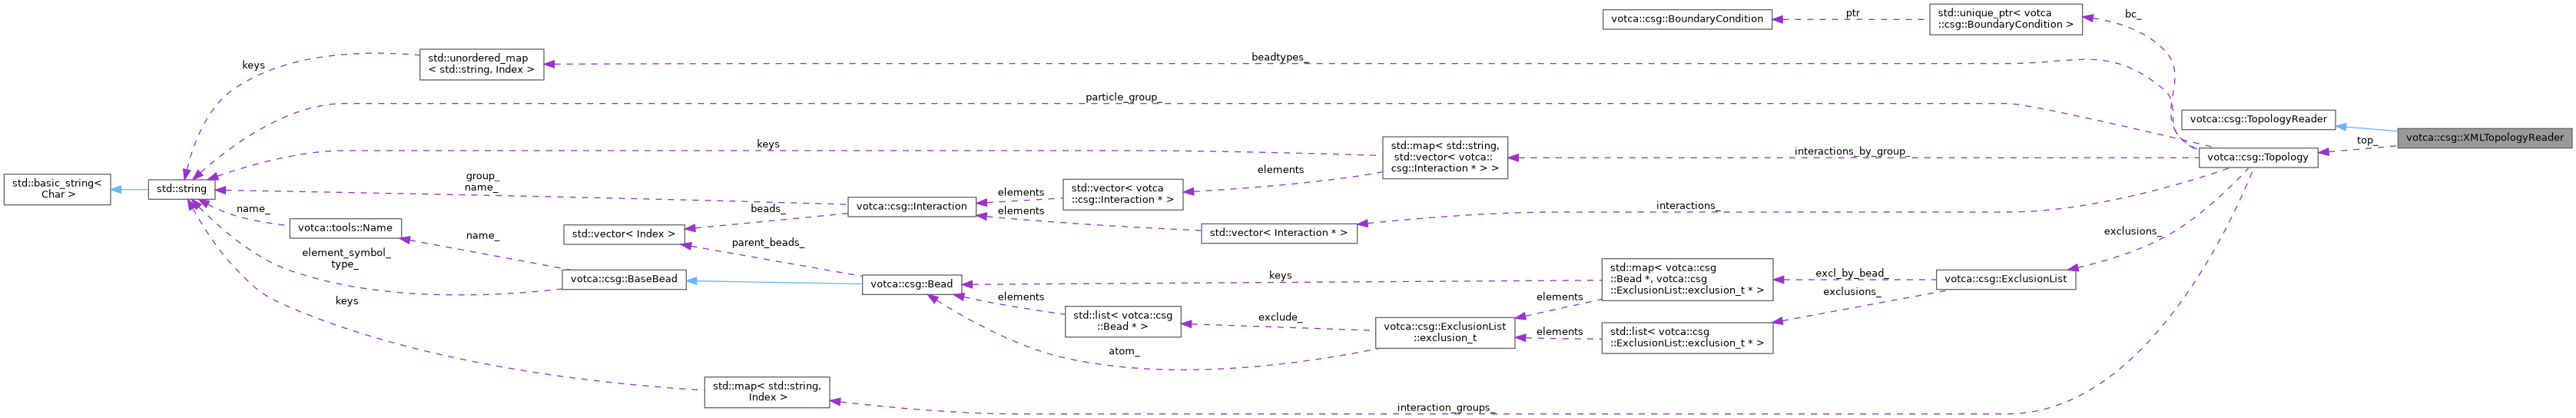 votca::csg::BoundaryCondition
ptr
std::unique_ptr< votca
::csg::BoundaryCondition >
bc_
std::unordered_map
< std::string, Index >
keys
beadtypes_
particle_group_
votca::csg::TopologyReader
votca::csg::XMLTopologyReader
top_
votca::csg::Topology
interactions_by_group_
std::map< std::string,
std::vector< votca::
csg::Interaction * > >
keys
elements
std::basic_string<
Char >
std::string
group_
name_
std::vector< votca
::csg::Interaction * >
elements
votca::csg::Interaction
elements
beads_
interactions_
std::vector< Interaction * >
name_
votca::tools::Name
std::vector< Index >
name_
parent_beads_
exclusions_
element_symbol_
type_
votca::csg::BaseBead
votca::csg::Bead
keys
std::map< votca::csg
::Bead *, votca::csg
::ExclusionList::exclusion_t * >
excl_by_bead_
votca::csg::ExclusionList
exclusions_
keys
elements
std::list< votca::csg
::Bead * >
exclude_
elements
votca::csg::ExclusionList
::exclusion_t
elements
std::list< votca::csg
::ExclusionList::exclusion_t * >
atom_
std::map< std::string,
Index >
interaction_groups_